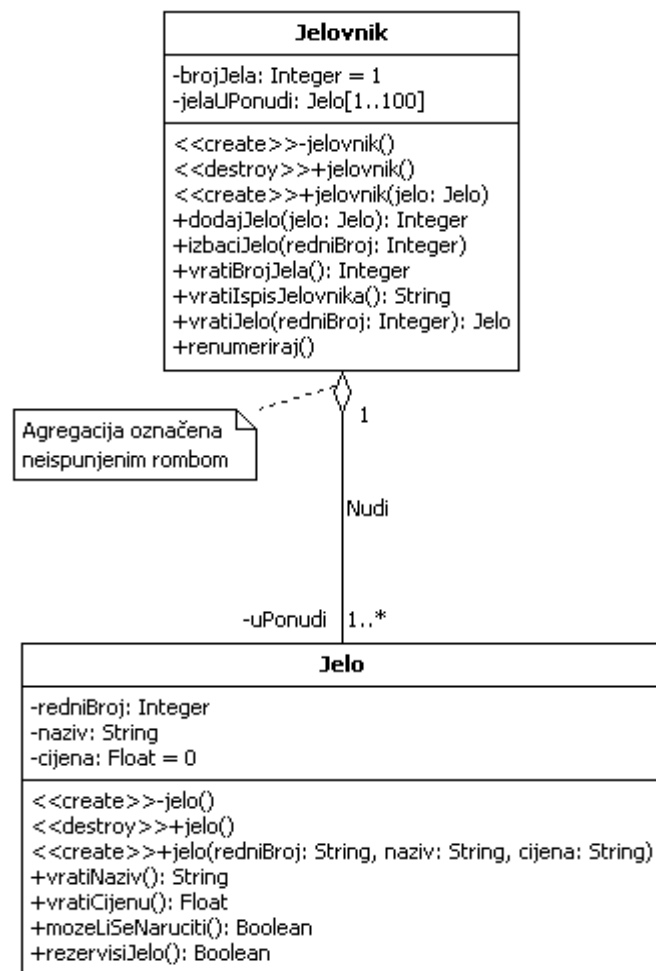 Jelovnik
-brojJela: Integer = 1
-jelaUPonudi: Jelo[1..100]
<<create>>-jelovnik()
<<destroy>>+jelovnik()
<<create>>+jelovnik(jelo: Jelo)
+dodajJelo(jelo: Jelo): Integer
+izbaciJelo(redniBroj: Integer)
+vratiBrojJela(): Integer
+vratiIspisJelovnika(): String
+vratiJelo(redniBroj: Integer): Jelo
+renumeriraj()
1
Agregacija označena
neispunjenim rombom
Nudi
-uPonudi 1..*
Jelo
-redniBroj: Integer
-naziv: String
-cijena: Float = 0
<<create>>-jelo()
<<destroy>>+jelo()
<<create>>+jelo(redniBroj: String, naziv: String, cijena: String)
+vratiNaziv(): String
+vratiCijenu(): Float
+mozeLiSeNaruciti(): Boolean
+rezervisiJelo(): Boolean